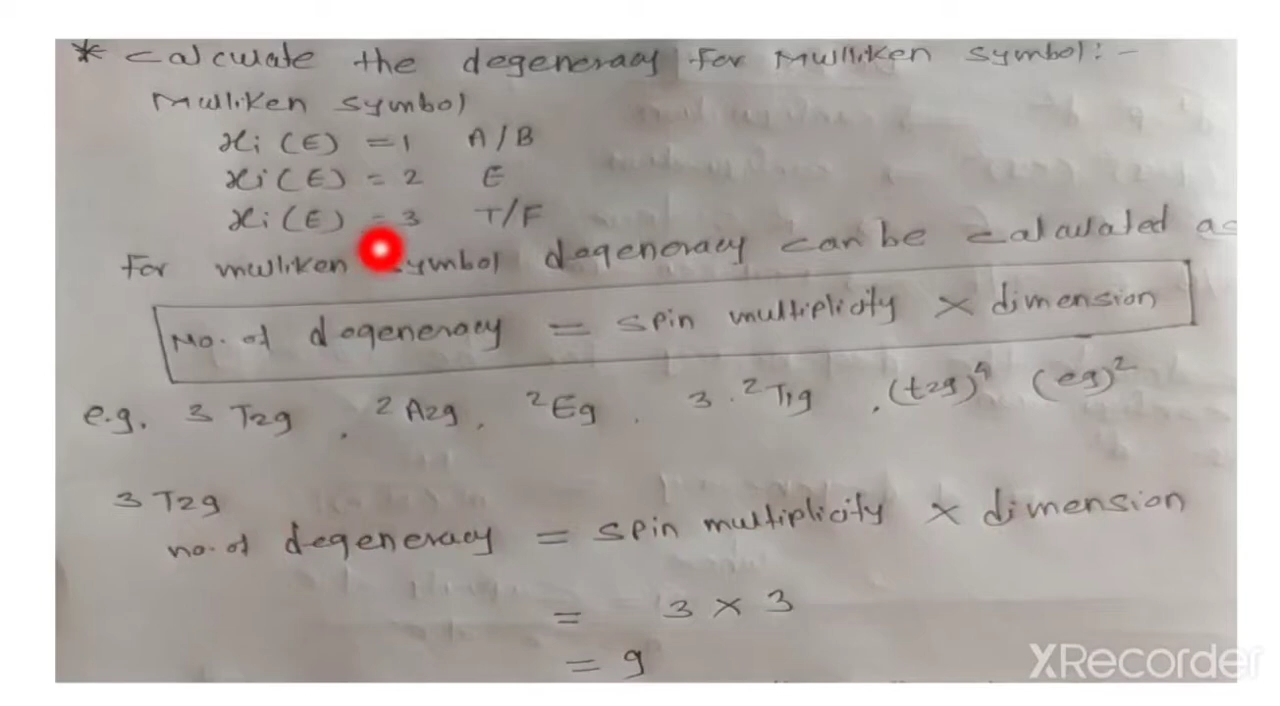 * Calculate the degeneracy for Mulliken symbol:-
Mulliken symbol
χi (E) = 1 A/B
χi (E) = 2 E
χi (E) = 3 T/F
For mulliken symbol degeneracy can be calculated as
No. of degeneracy = spin multiplicity × dimension
e.g. 3 T2g , 2 A2g , 2Eg . 3 . 2 T1g , (t2g)4 (eg)2
3 T2g
no. of degeneracy = spin multiplicity × dimension
= 3 × 3
= 9
XRecorder